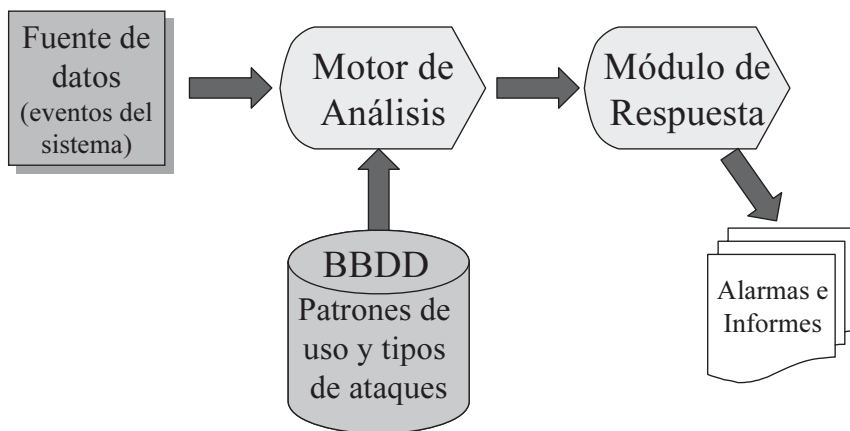 Fuente de
datos
(eventos del
sistema)
Motor de
Análisis
Módulo de
Respuesta
BBDD
Patrones de
uso y tipos
de ataques
Alarmas e
Informes